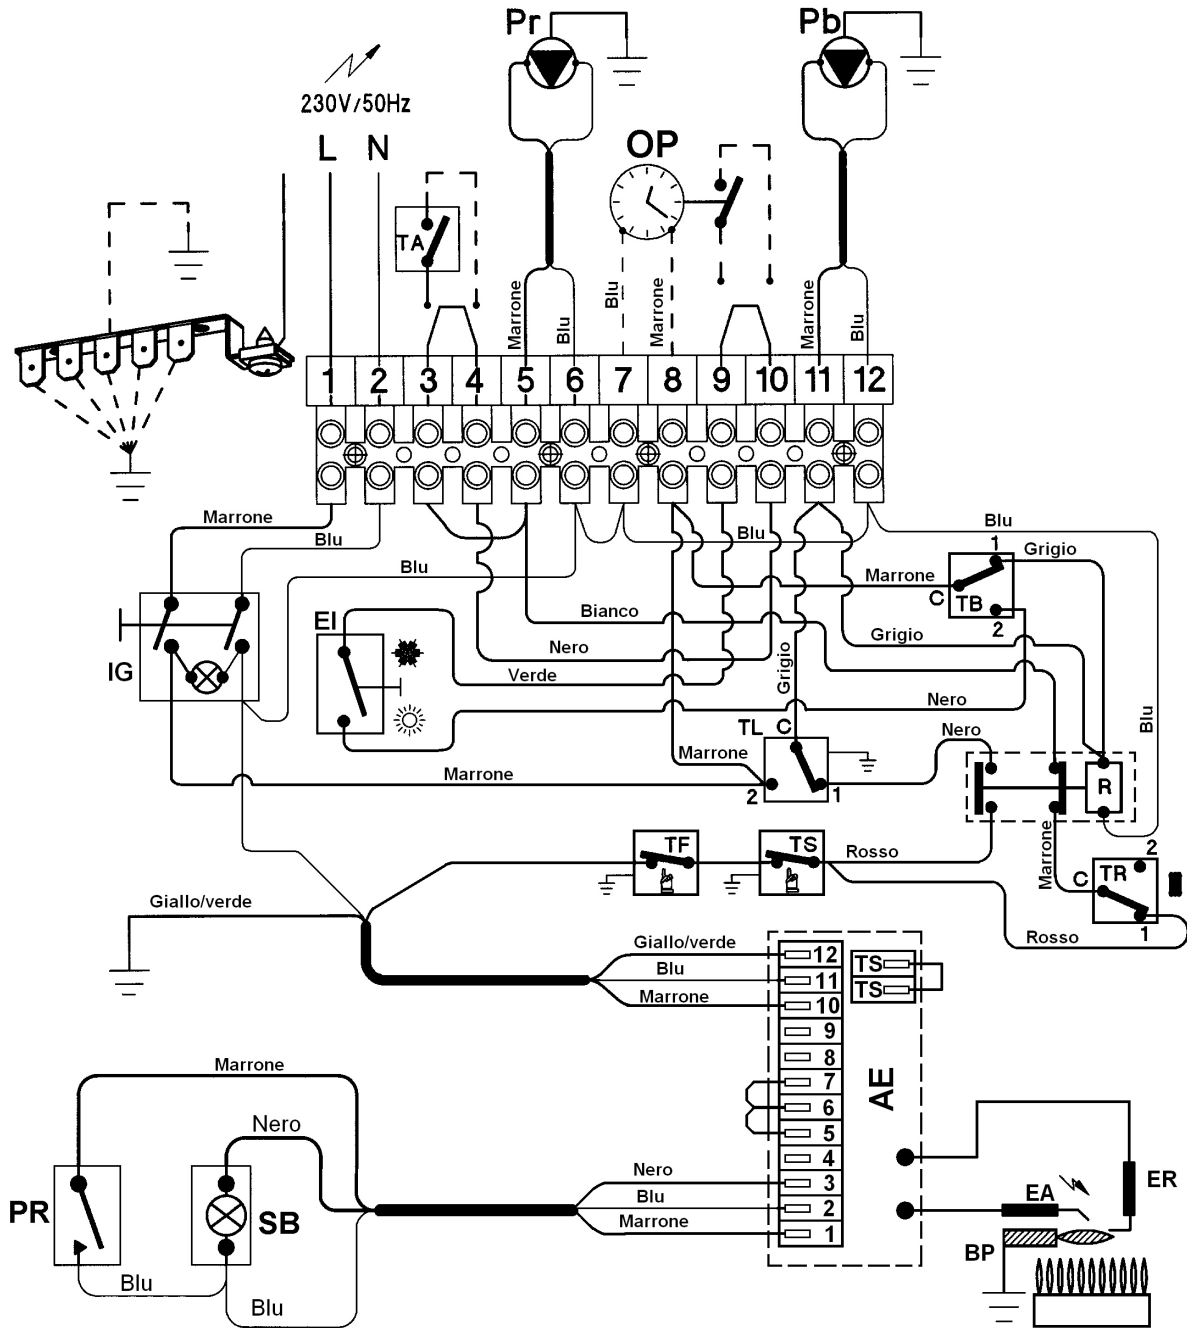 Pr
Pb
230V/50Hz
L N
OP
TA
Marrone
Blu
Blu
Marrone
Marrone
Blu
1 2 3 4 5 6 7 8 9 10 11 12
Marrone
Blu
Blu
Blu
Blu
1
Grigio
Marrone
C
TB
2
EI
Bianco
Grigio
Nero
IG
Verde
Grigio
Nero
TL C
Nero
Blu
Marrone
Marrone
2
1
R
TF
TS
Rosso
Marrone
2
C
TR
1
Giallo/verde
Rosso
Giallo/verde
12
TS
Blu
11
TS
Marrone
10
9
8
Marrone
7
AE
6
Nero
5
4
Nero
3
EA
ER
PR
SB
Blu
2
Marrone
1
BP
Blu
Blu